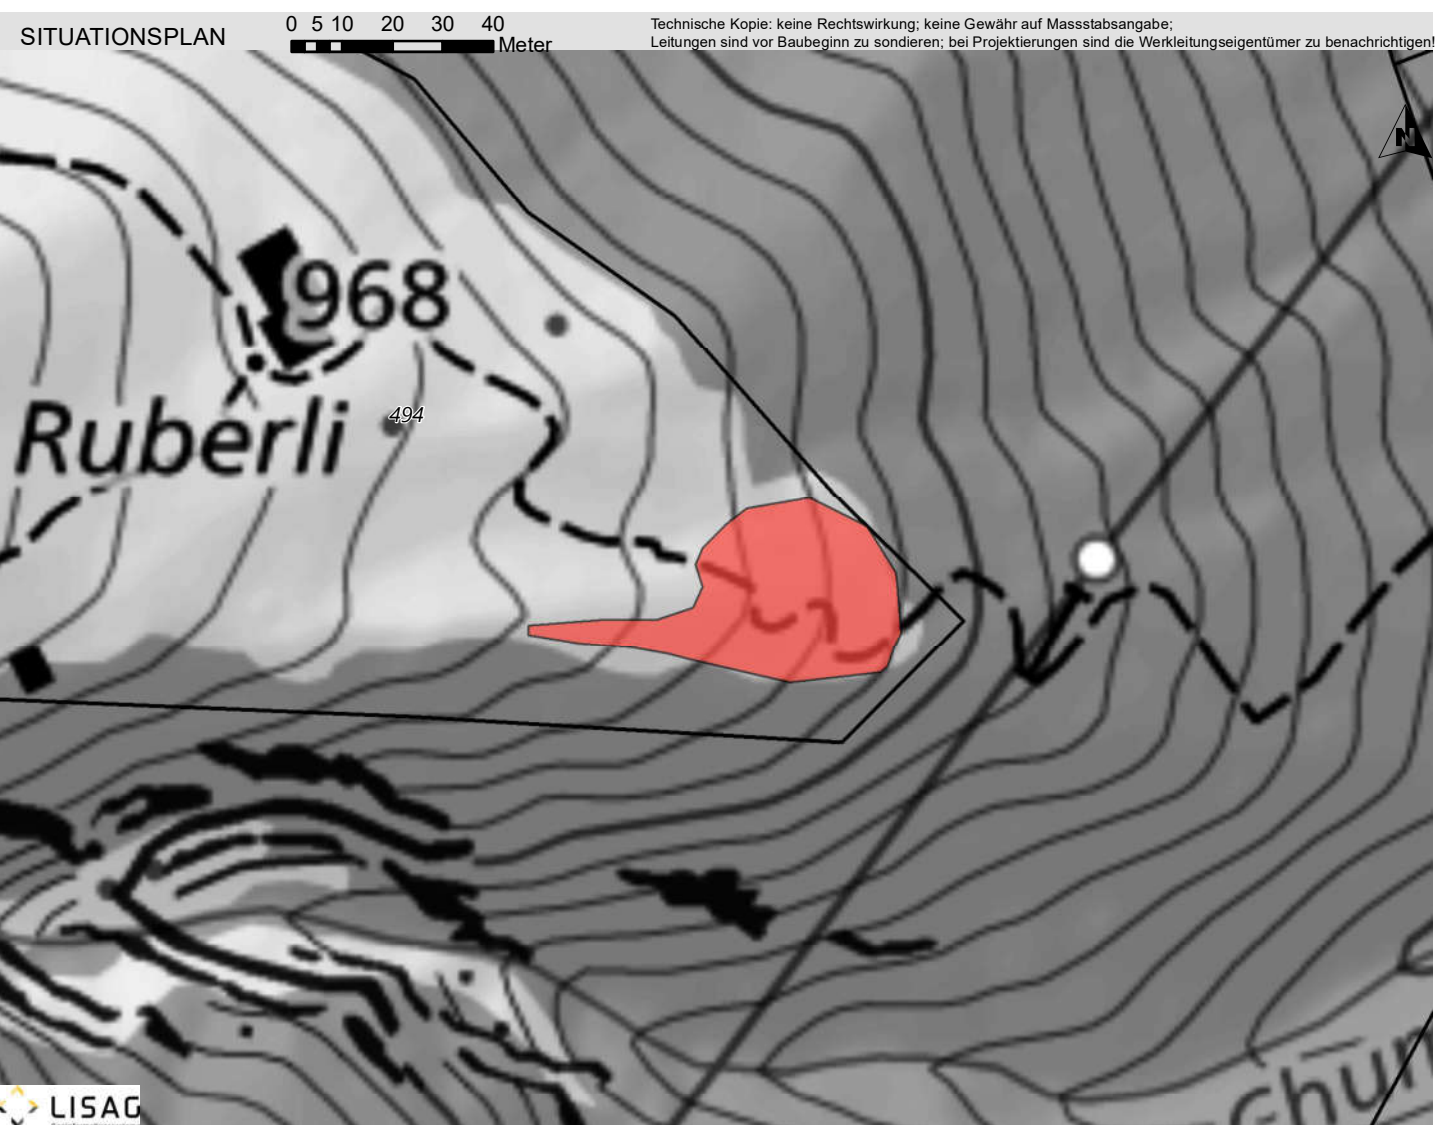 SITUATIONSPLAN
0 5 10 20 30 40
Meter
Technische Kopie: keine Rechtswirkung; keine Gewähr auf Massstabsangabe;
Leitungen sind vor Baubeginn zu sondieren; bei Projektierungen sind die Werkleitungseigentümer zu benachrichtigen!
N
968
494
Ruberli
Chum
LISAG